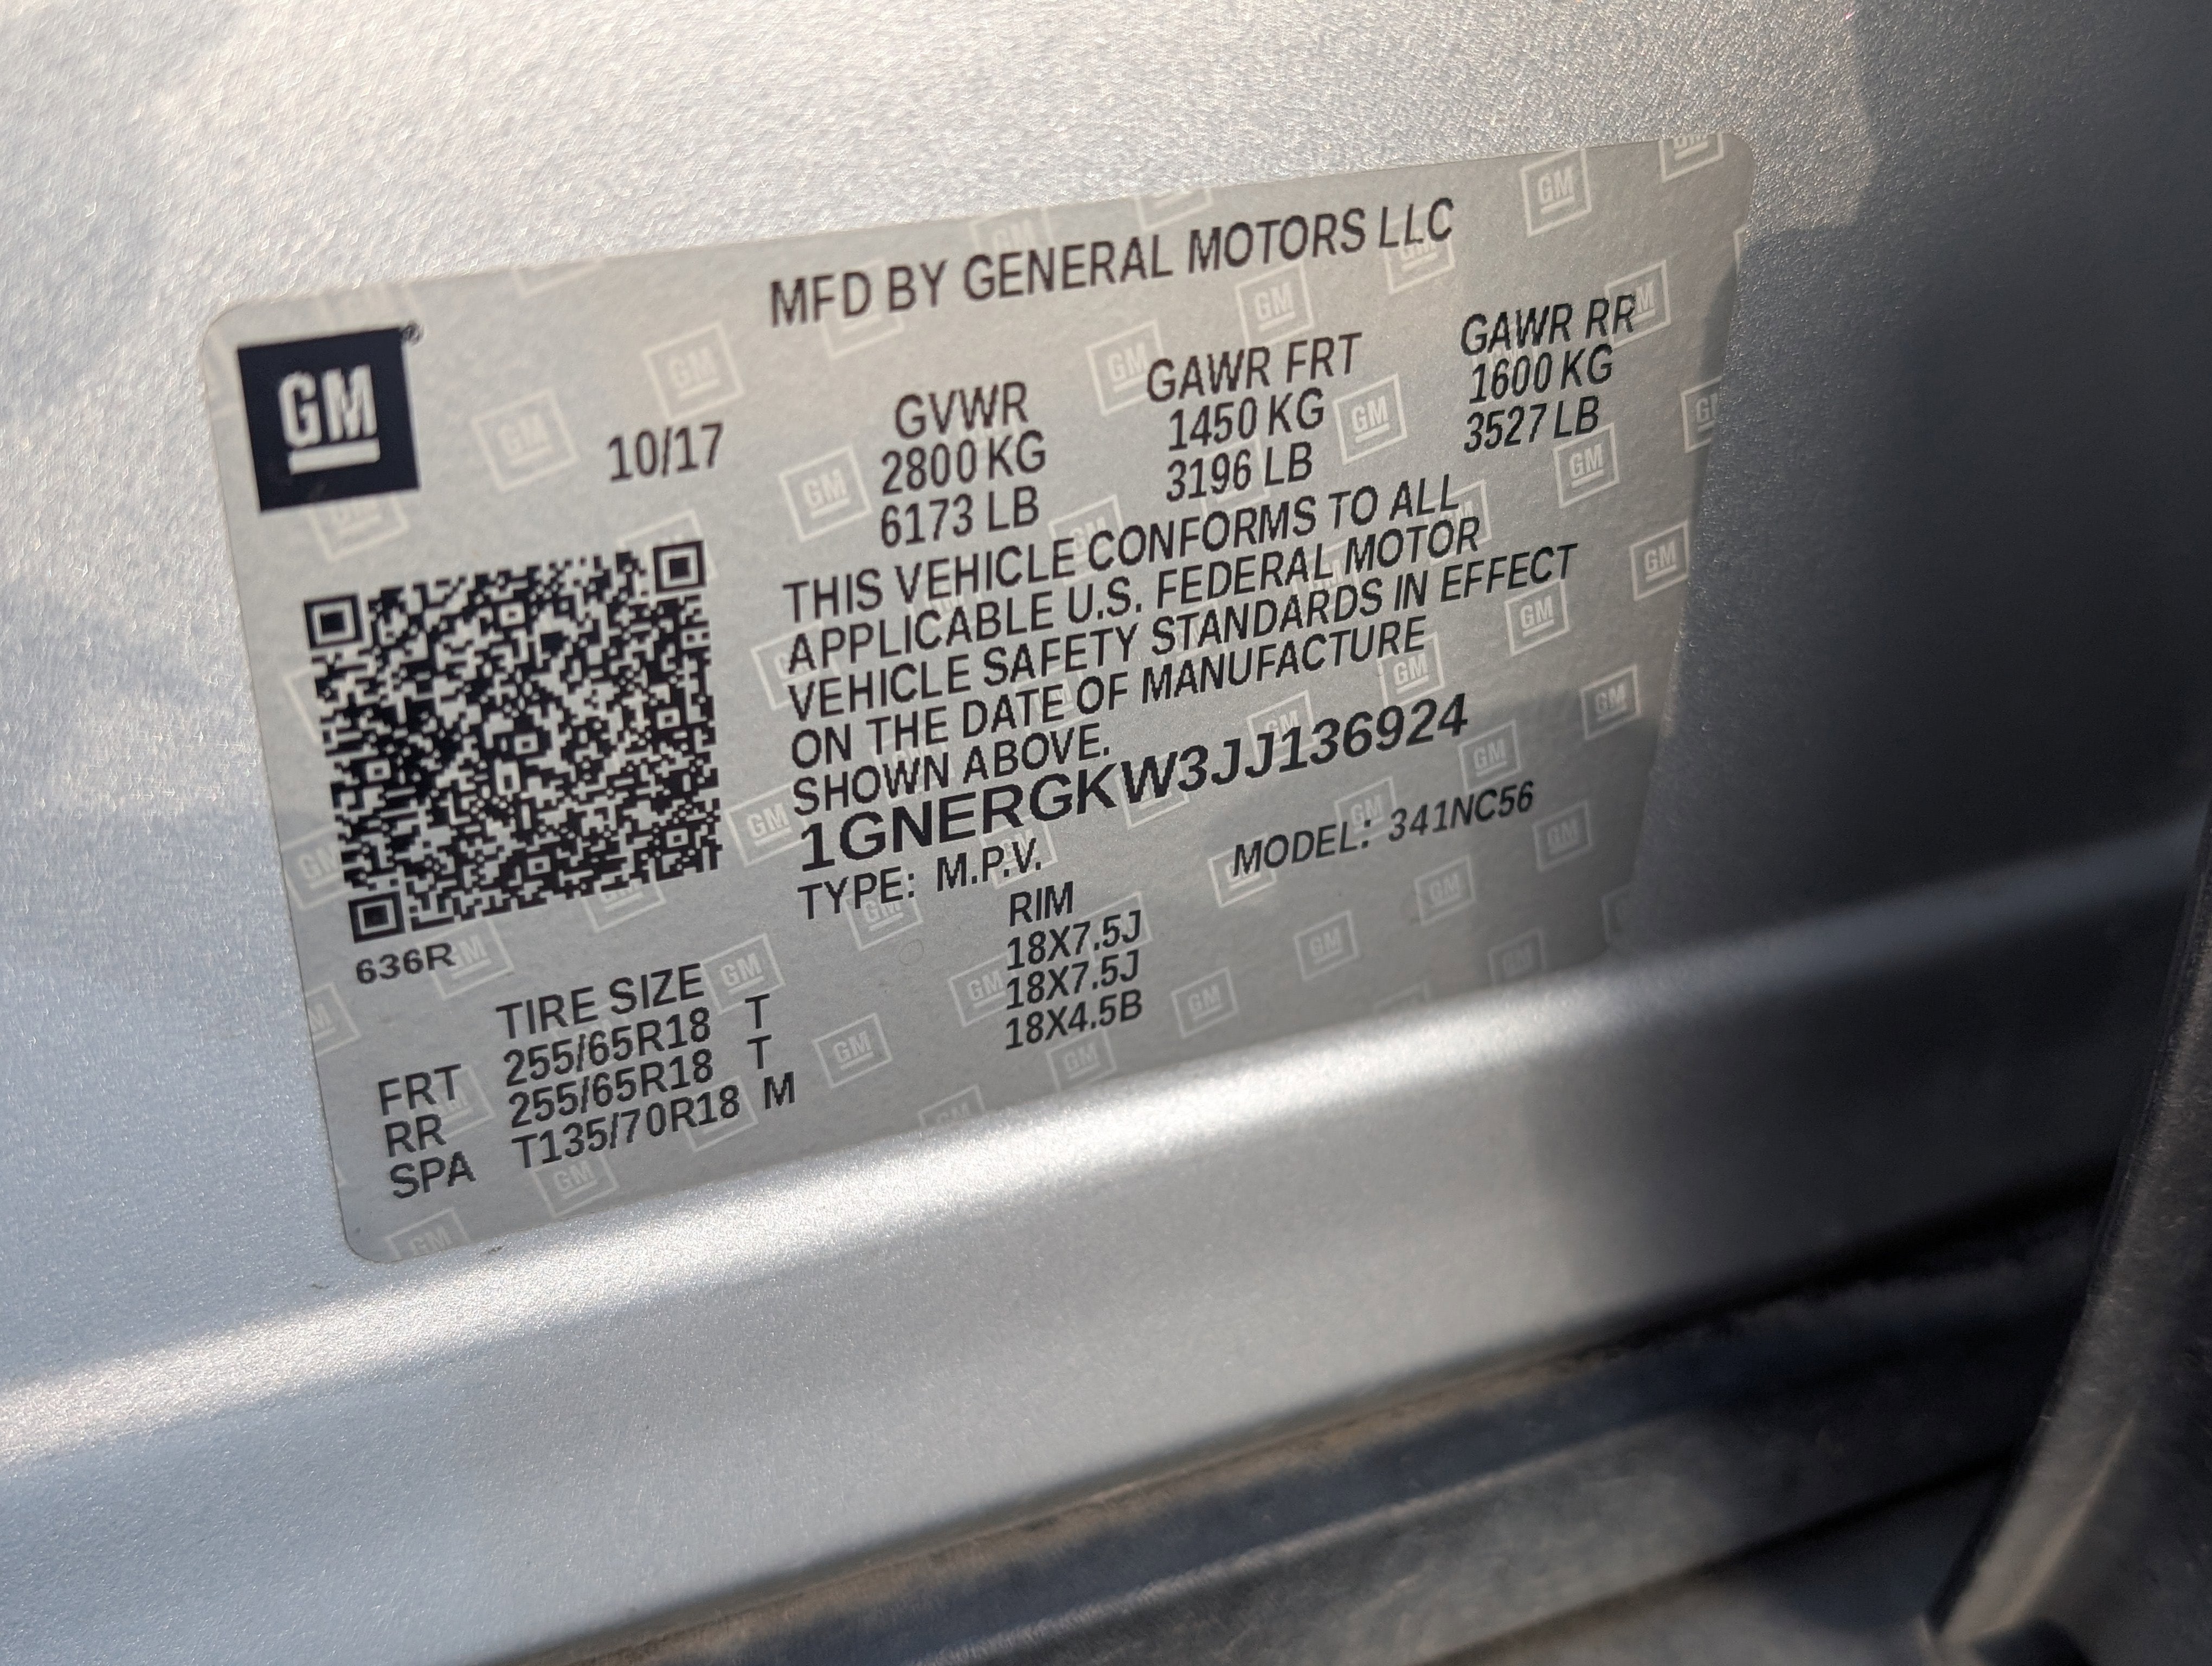 MFD BY GENERAL MOTORS LLC
GM®
10/17
GVWR GAWR FRT GAWR RR
2800 KG 1450 KG 1600 KG
6173 LB 3196 LB 3527 LB
THIS VEHICLE CONFORMS TO ALL
APPLICABLE U.S. FEDERAL MOTOR
VEHICLE SAFETY STANDARDS IN EFFECT
ON THE DATE OF MANUFACTURE
SHOWN ABOVE.
1GNERGKW3JJ136924
TYPE: M.P.V. MODEL: 341NC56
636R
TIRE SIZE RIM
FRT 255/65R18 T 18X7.5J
RR 255/65R18 T 18X7.5J
SPA T135/70R18 M 18X4.5B